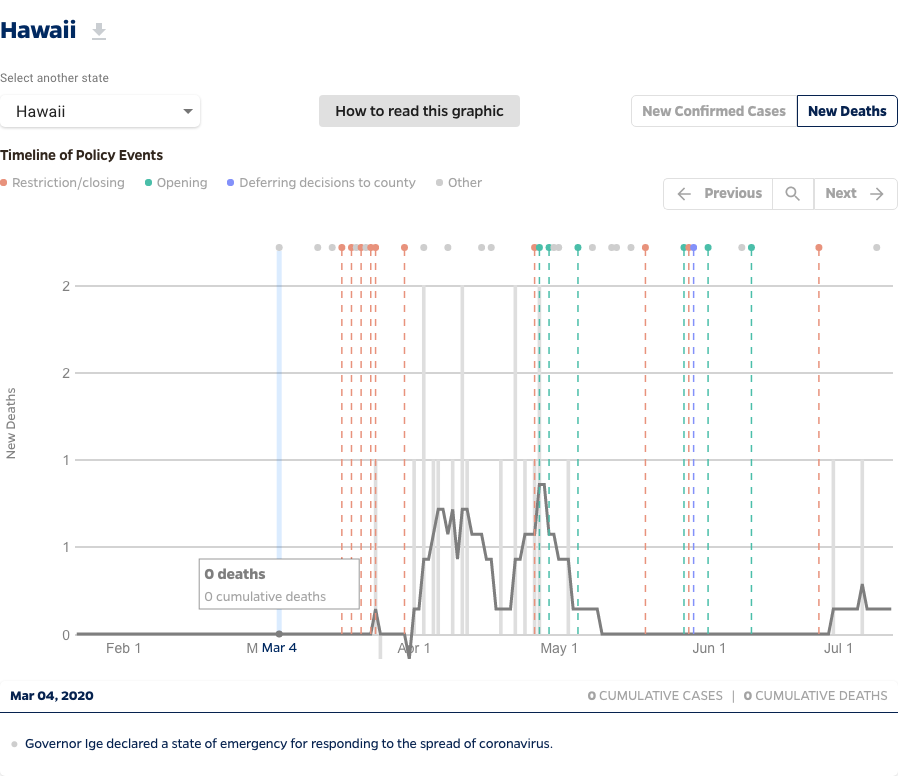 Hawaii
Select another state
Hawaii
How to read this graphic
New Confirmed Cases New Deaths
Timeline of Policy Events
Restriction/closing Opening Deferring decisions to county Other
Previous Next
2
2
1
1
0
New Deaths
0 deaths
0 cumulative deaths
Feb 1 M Mar 4 Apr 1 May 1 Jun 1 Jul 1
Mar 04, 2020 0 CUMULATIVE CASES | 0 CUMULATIVE DEATHS
Governor Ige declared a state of emergency for responding to the spread of coronavirus.